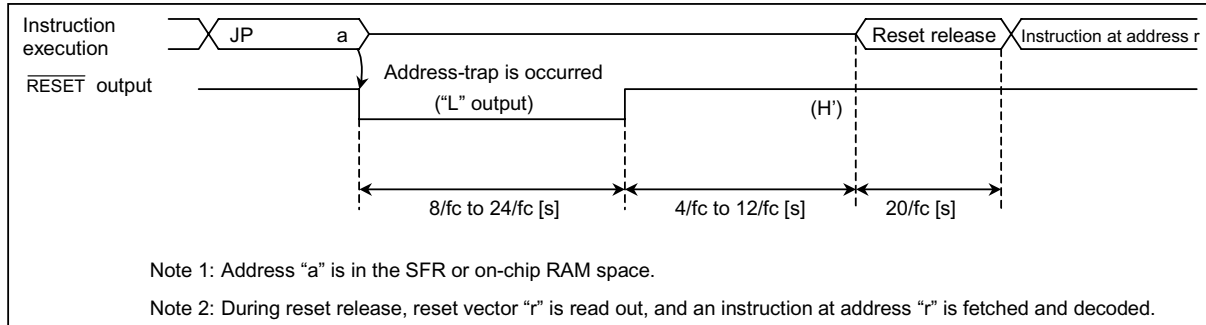 Instruction
execution
JP a
Reset release
Instruction at address r
RESET output
Address-trap is occurred
(“L” output)
(H’)
8/fc to 24/fc [s]
4/fc to 12/fc [s]
20/fc [s]
Note 1: Address “a” is in the SFR or on-chip RAM space.
Note 2: During reset release, reset vector “r” is read out, and an instruction at address “r” is fetched and decoded.